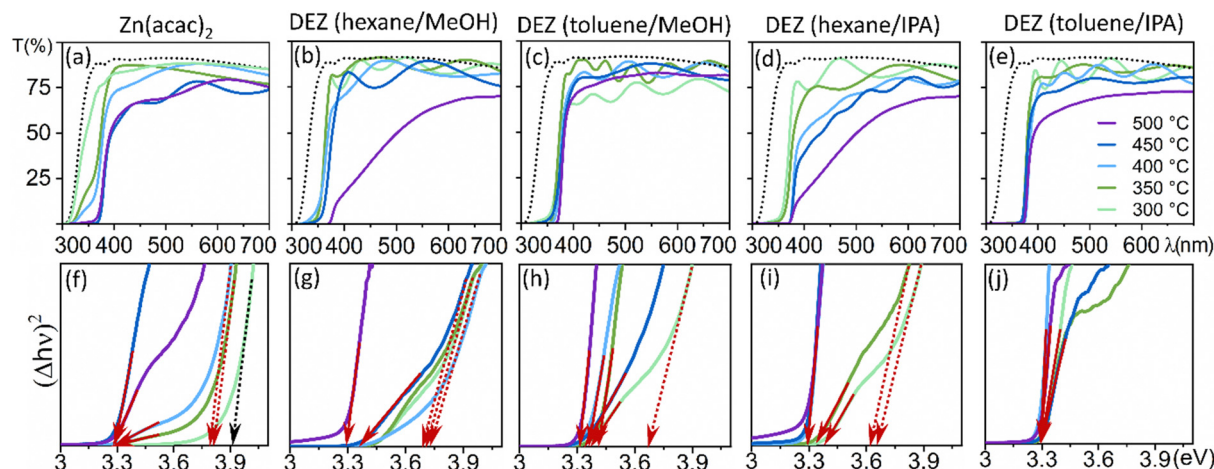 Zn(acac)₂ DEZ (hexane/MeOH) DEZ (toluene/MeOH) DEZ (hexane/IPA) DEZ (toluene/IPA)
T(%)
(a) (b) (c) (d) (e)
75
50
25
500 °C
450 °C
400 °C
350 °C
300 °C
300 400 500 600 700 300 400 500 600 700 300 400 500 600 700 300 400 500 600 700 300 400 500 600 λ(nm)
(f) (g) (h) (i) (j)
(Δhν)²
3 3.3 3.6 3.9 3 3.3 3.6 3.9 3 3.3 3.6 3.9 3 3.3 3.6 3.9 3 3.3 3.6 3.9(eV)